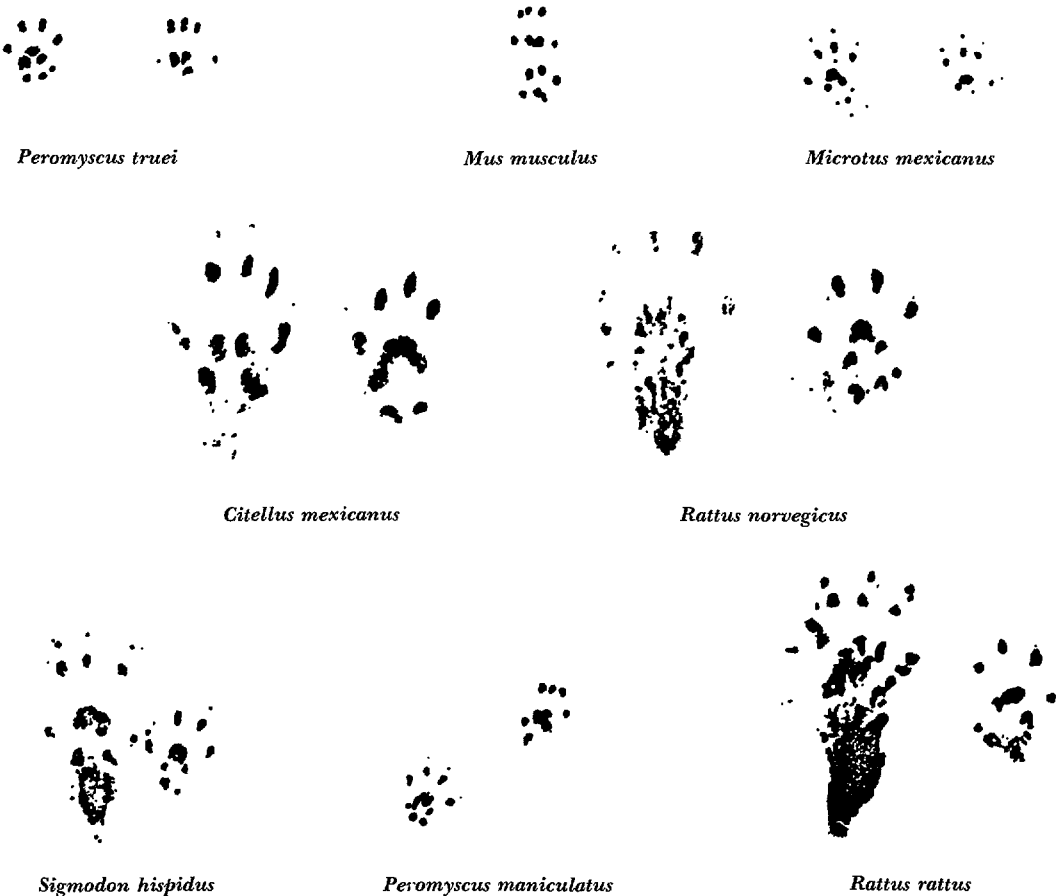 Peromyscus truei
Mus musculus
Microtus mexicanus
Citellus mexicanus
Rattus norvegicus
Sigmodon hispidus
Peromyscus maniculatus
Rattus rattus